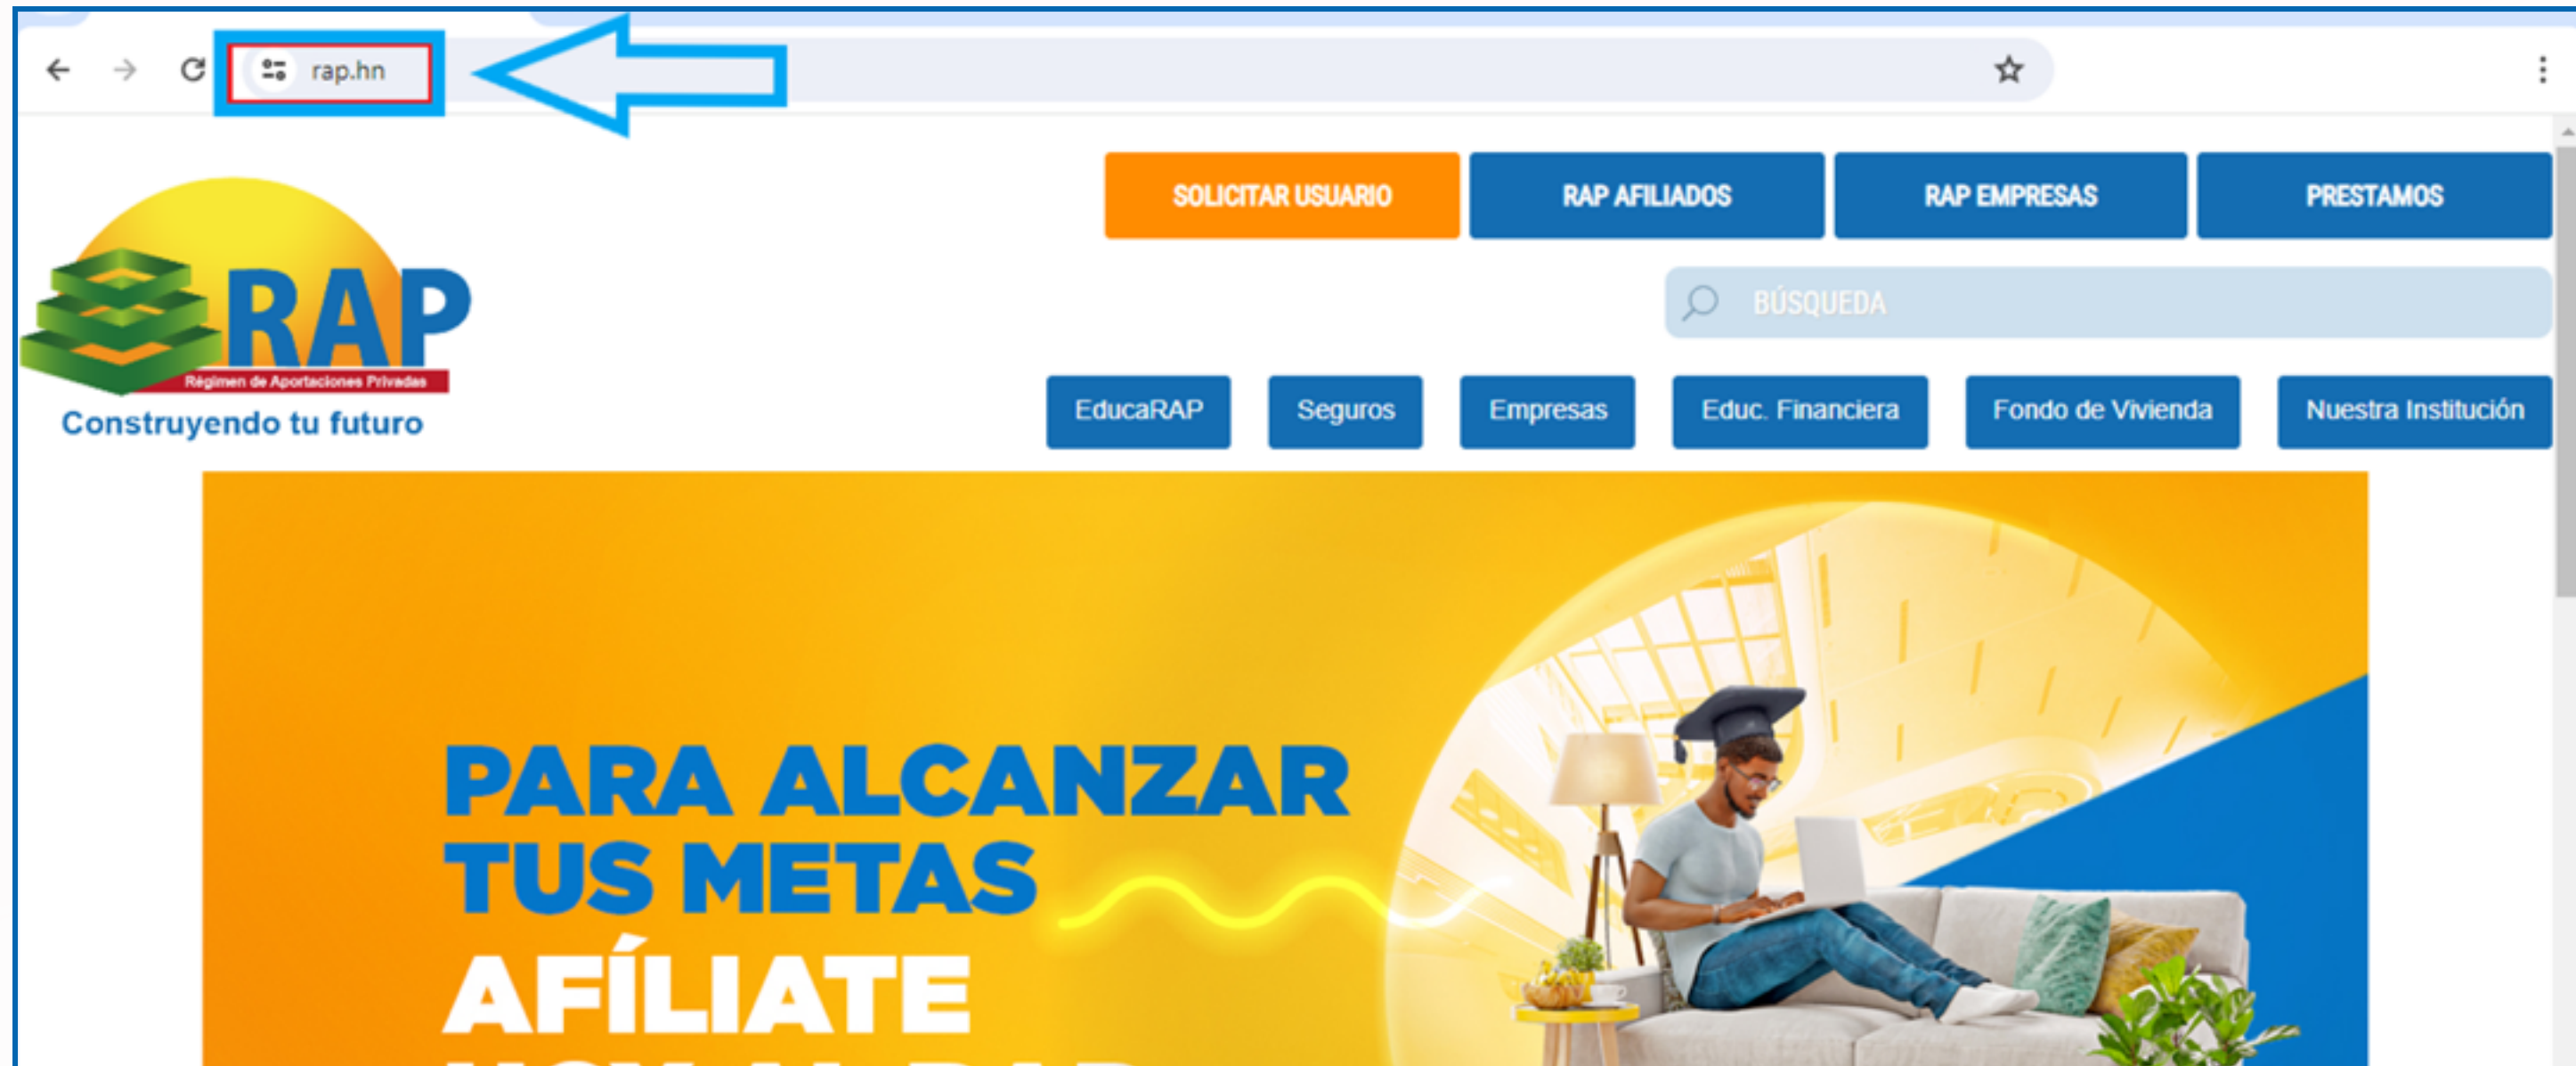 rap.hn
SOLICITAR USUARIO
RAP AFILIADOS
RAP EMPRESAS
PRESTAMOS
BÚSQUEDA
RAP
Régimen de Aportaciones Privadas
Construyendo tu futuro
EducaRAP
Seguros
Empresas
Educ. Financiera
Fondo de Vivienda
Nuestra Institución
PARA ALCANZAR
TUS METAS
AFÍLIATE